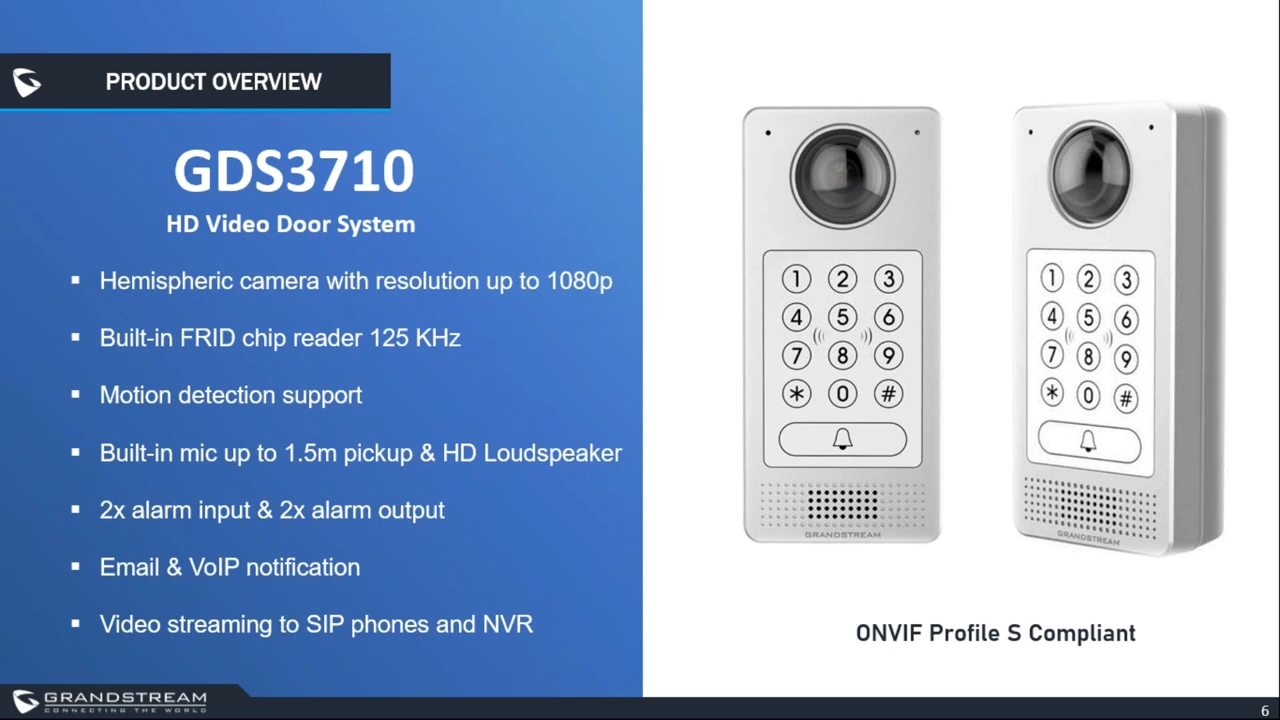 PRODUCT OVERVIEW
GDS3710
HD Video Door System
▪ Hemispheric camera with resolution up to 1080p
▪ Built-in FRID chip reader 125 KHz
▪ Motion detection support
▪ Built-in mic up to 1.5m pickup & HD Loudspeaker
▪ 2x alarm input & 2x alarm output
▪ Email & VoIP notification
▪ Video streaming to SIP phones and NVR
1 2 3
4 5 6
7 8 9
* 0 #
GRANDSTREAM
1 2 3
4 5 6
7 8 9
* 0 #
GRANDSTREAM
ONVIF Profile S Compliant
GRANDSTREAM
CONNECTING THE WORLD
6